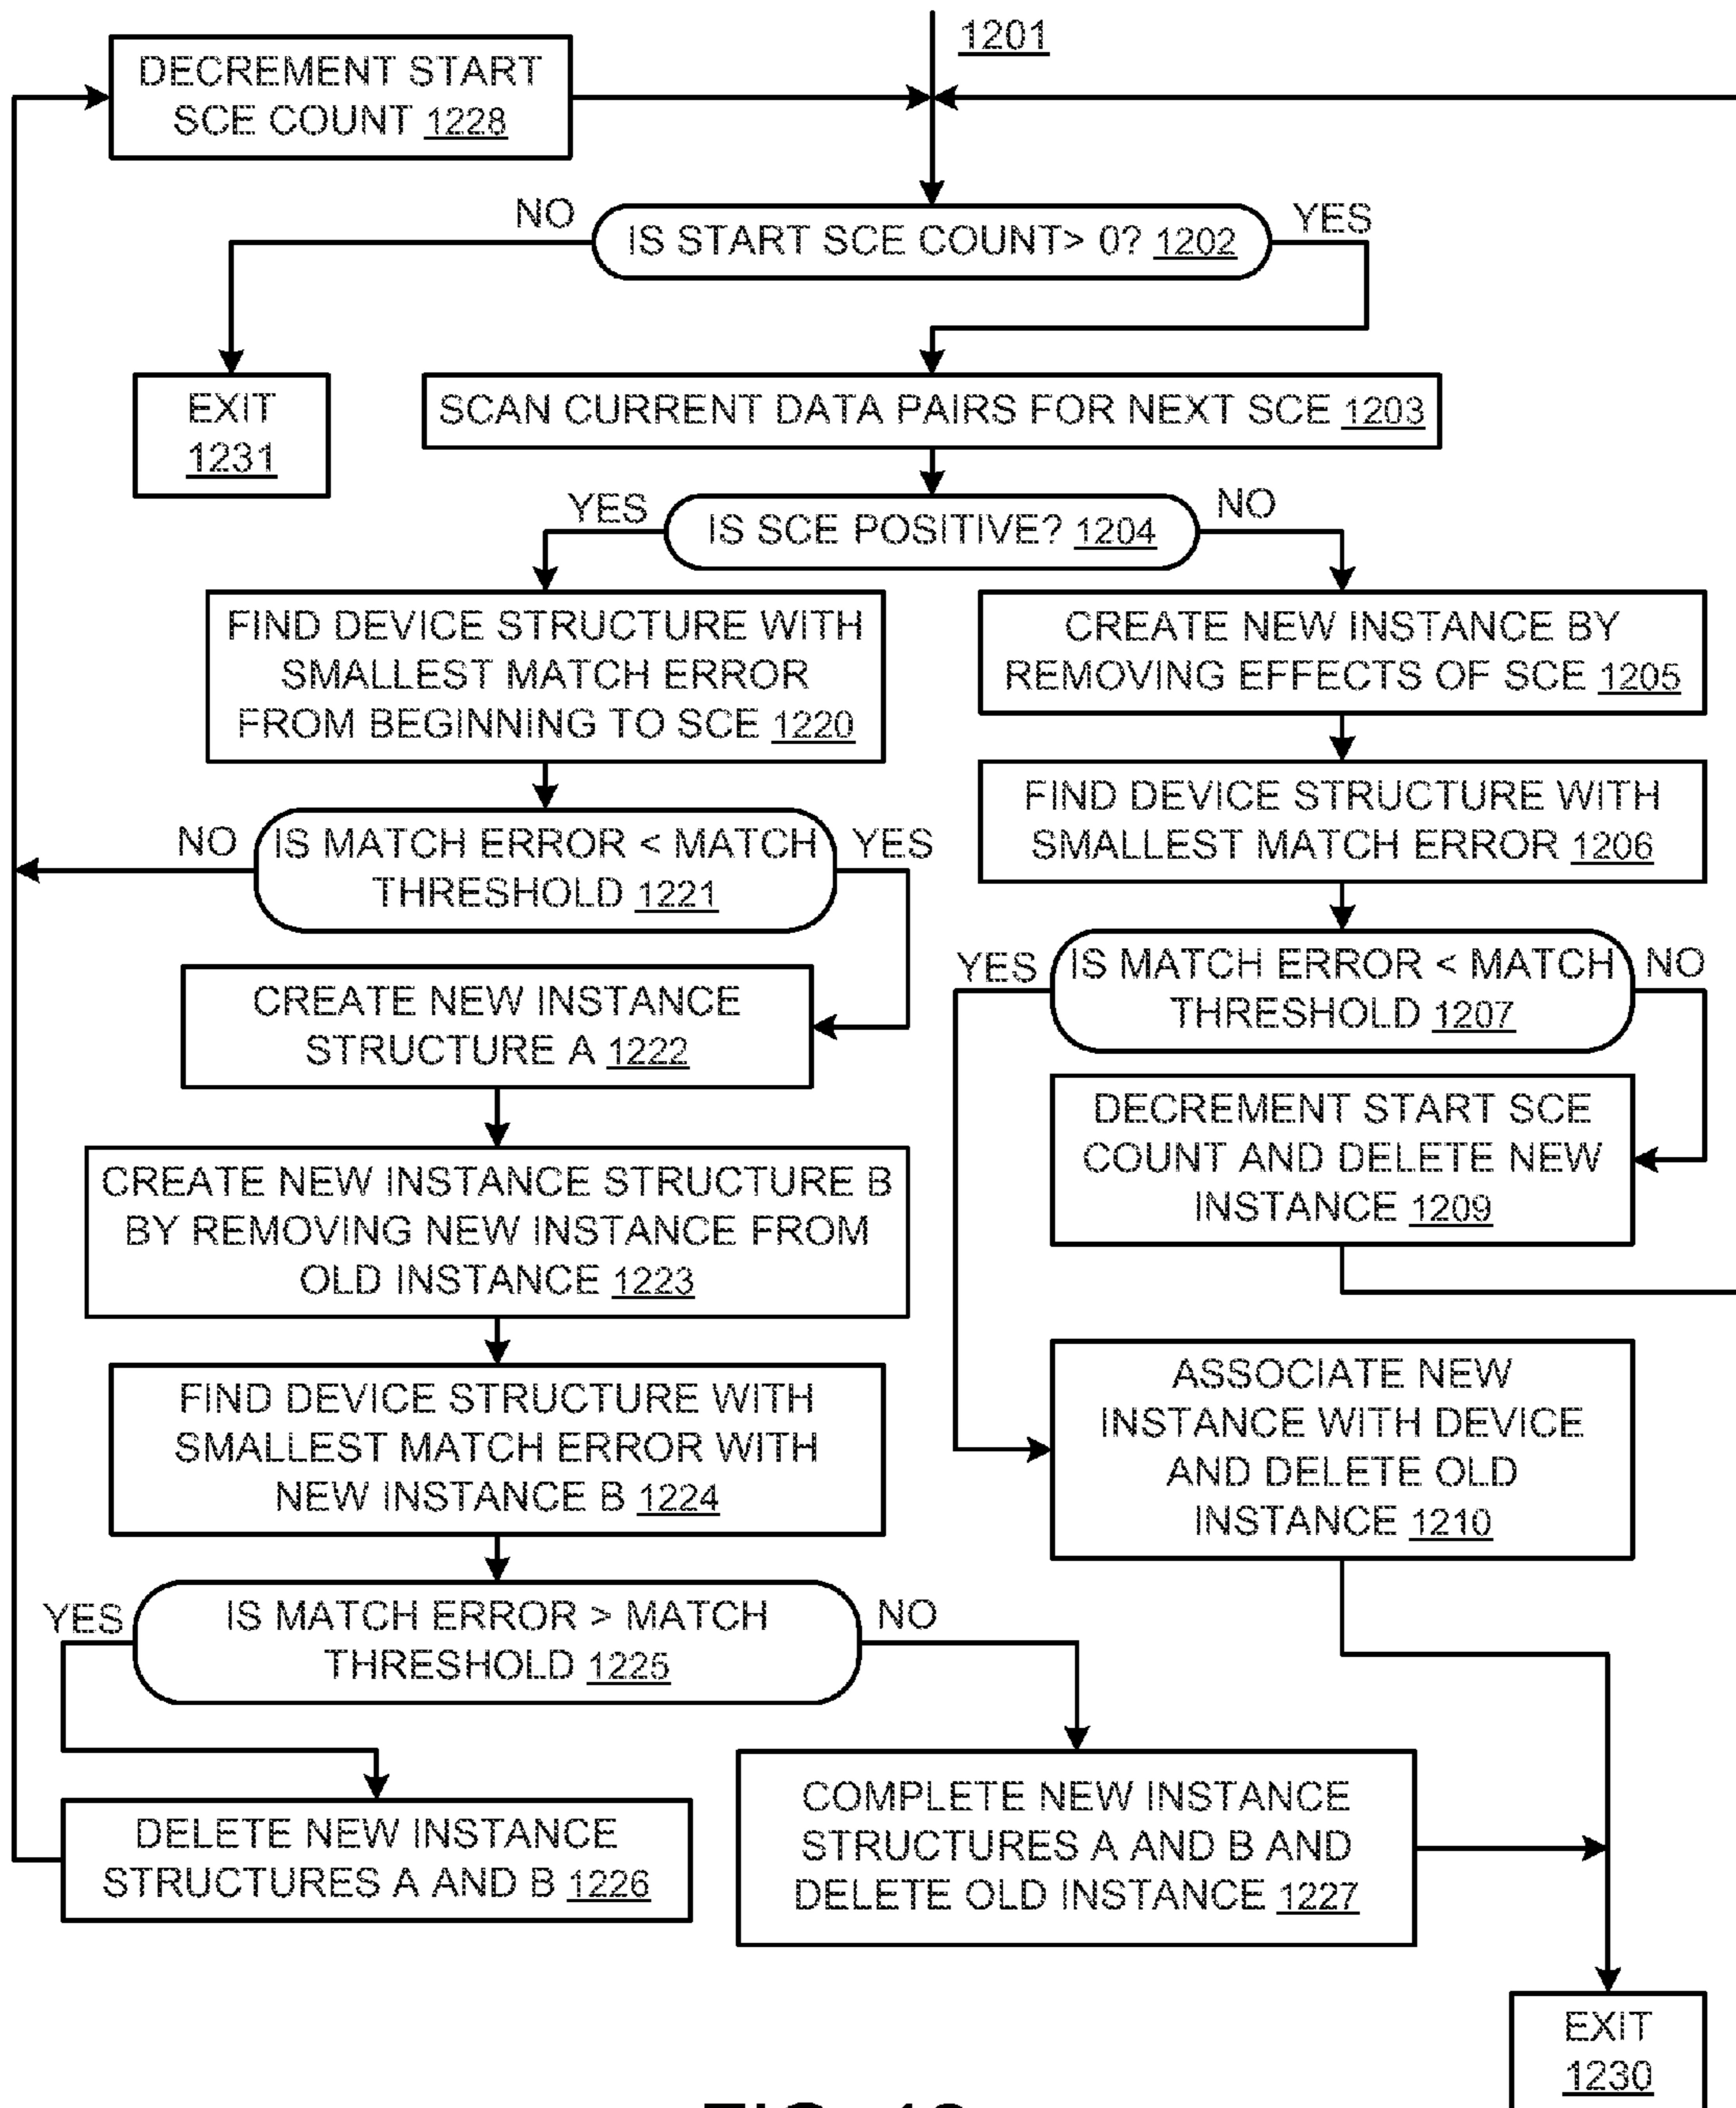 1201
DECREMENT START
SCE COUNT 1228
NO
IS START SCE COUNT> 0? 1202
YES
EXIT
1231
SCAN CURRENT DATA PAIRS FOR NEXT SCE 1203
YES
IS SCE POSITIVE? 1204
NO
FIND DEVICE STRUCTURE WITH
SMALLEST MATCH ERROR
FROM BEGINNING TO SCE 1220
CREATE NEW INSTANCE BY
REMOVING EFFECTS OF SCE 1205
FIND DEVICE STRUCTURE WITH
SMALLEST MATCH ERROR 1206
NO
IS MATCH ERROR < MATCH
THRESHOLD 1221
YES
YES
IS MATCH ERROR < MATCH
THRESHOLD 1207
NO
CREATE NEW INSTANCE
STRUCTURE A 1222
DECREMENT START SCE
COUNT AND DELETE NEW
INSTANCE 1209
CREATE NEW INSTANCE STRUCTURE B
BY REMOVING NEW INSTANCE FROM
OLD INSTANCE 1223
ASSOCIATE NEW
INSTANCE WITH DEVICE
AND DELETE OLD
INSTANCE 1210
FIND DEVICE STRUCTURE WITH
SMALLEST MATCH ERROR WITH
NEW INSTANCE B 1224
YES
IS MATCH ERROR > MATCH
THRESHOLD 1225
NO
DELETE NEW INSTANCE
STRUCTURES A AND B 1226
COMPLETE NEW INSTANCE
STRUCTURES A AND B AND
DELETE OLD INSTANCE 1227
EXIT
1230